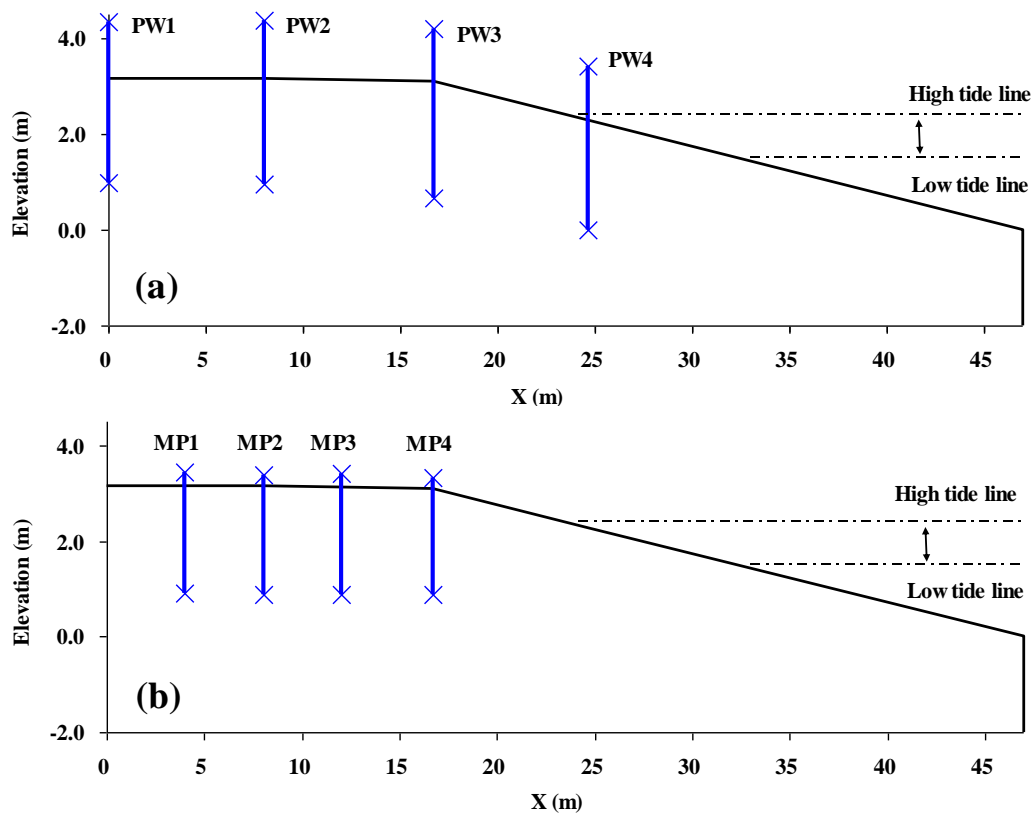 PW1 PW2 PW3 PW4
4.0
High tide line
2.0
Low tide line
0.0
(a)
-2.0
Elevation (m)
0 5 10 15 20 25 30 35 40 45
X (m)
MP1 MP2 MP3 MP4
4.0
High tide line
2.0
Low tide line
0.0
(b)
-2.0
Elevation (m)
0 5 10 15 20 25 30 35 40 45
X (m)